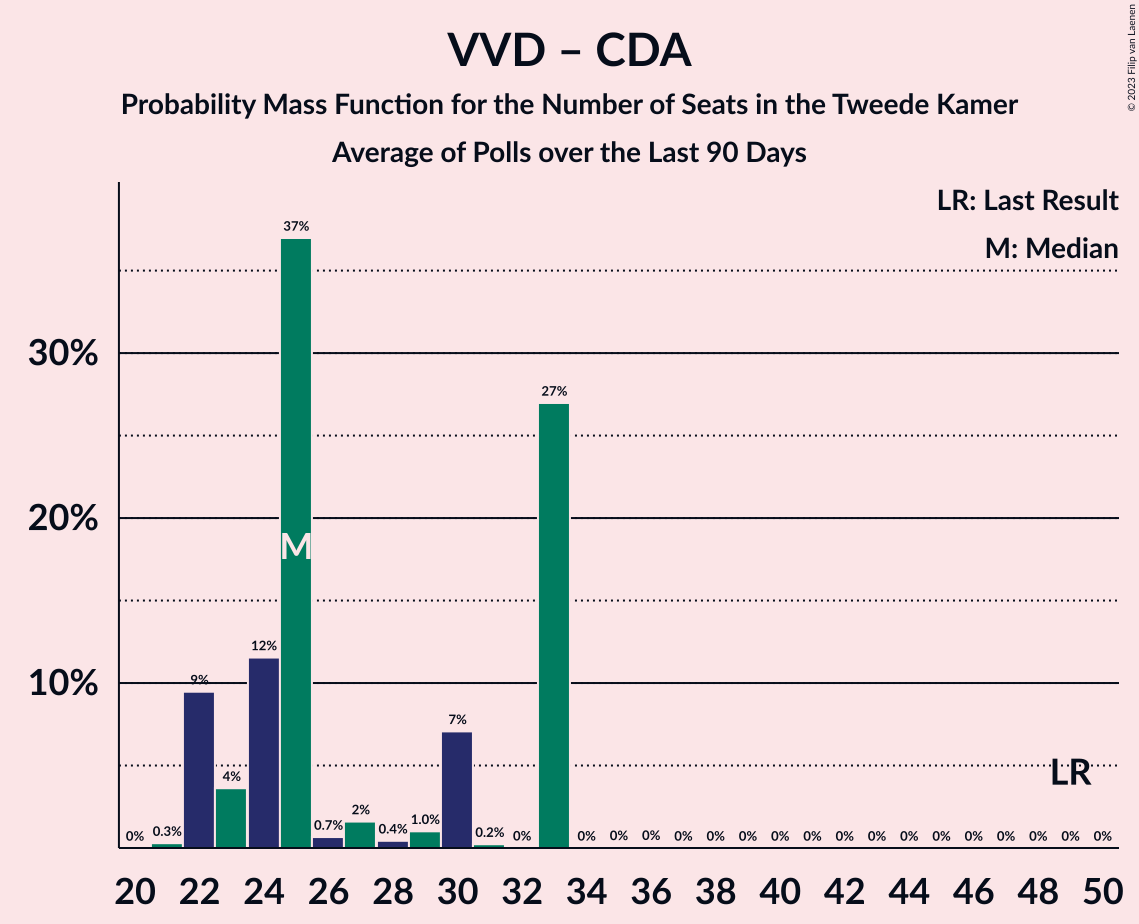 VVD – CDA
Probability Mass Function for the Number of Seats in the Tweede Kamer
Average of Polls over the Last 90 Days
© 2023 Filip van Laenen
LR: Last Result
M: Median
30%
20%
10%
0% 0.3% 9% 4% 12% 37% 0.7% 2% 0.4% 1.0% 7% 0.2% 0% 27% 0% 0% 0% 0% 0% 0% 0% 0% 0% 0% 0% 0% 0% 0% 0% 0% 0%
M
LR
20 22 24 26 28 30 32 34 36 38 40 42 44 46 48 50